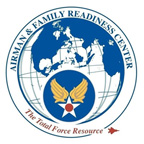 AIRMAN & FAMILY READINESS CENTER
The Total Force Resource